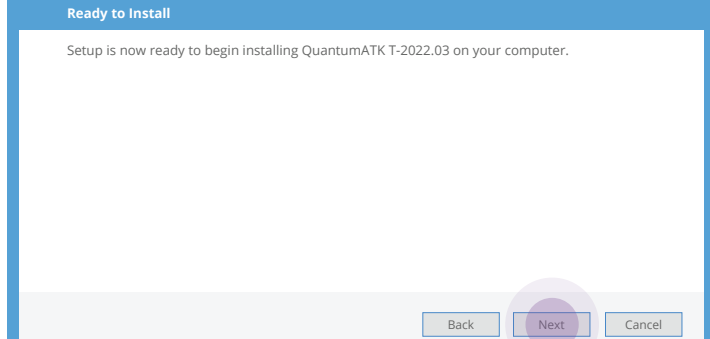 Ready to Install
Setup is now ready to begin installing QuantumATK T-2022.03 on your computer.
Back Next Cancel